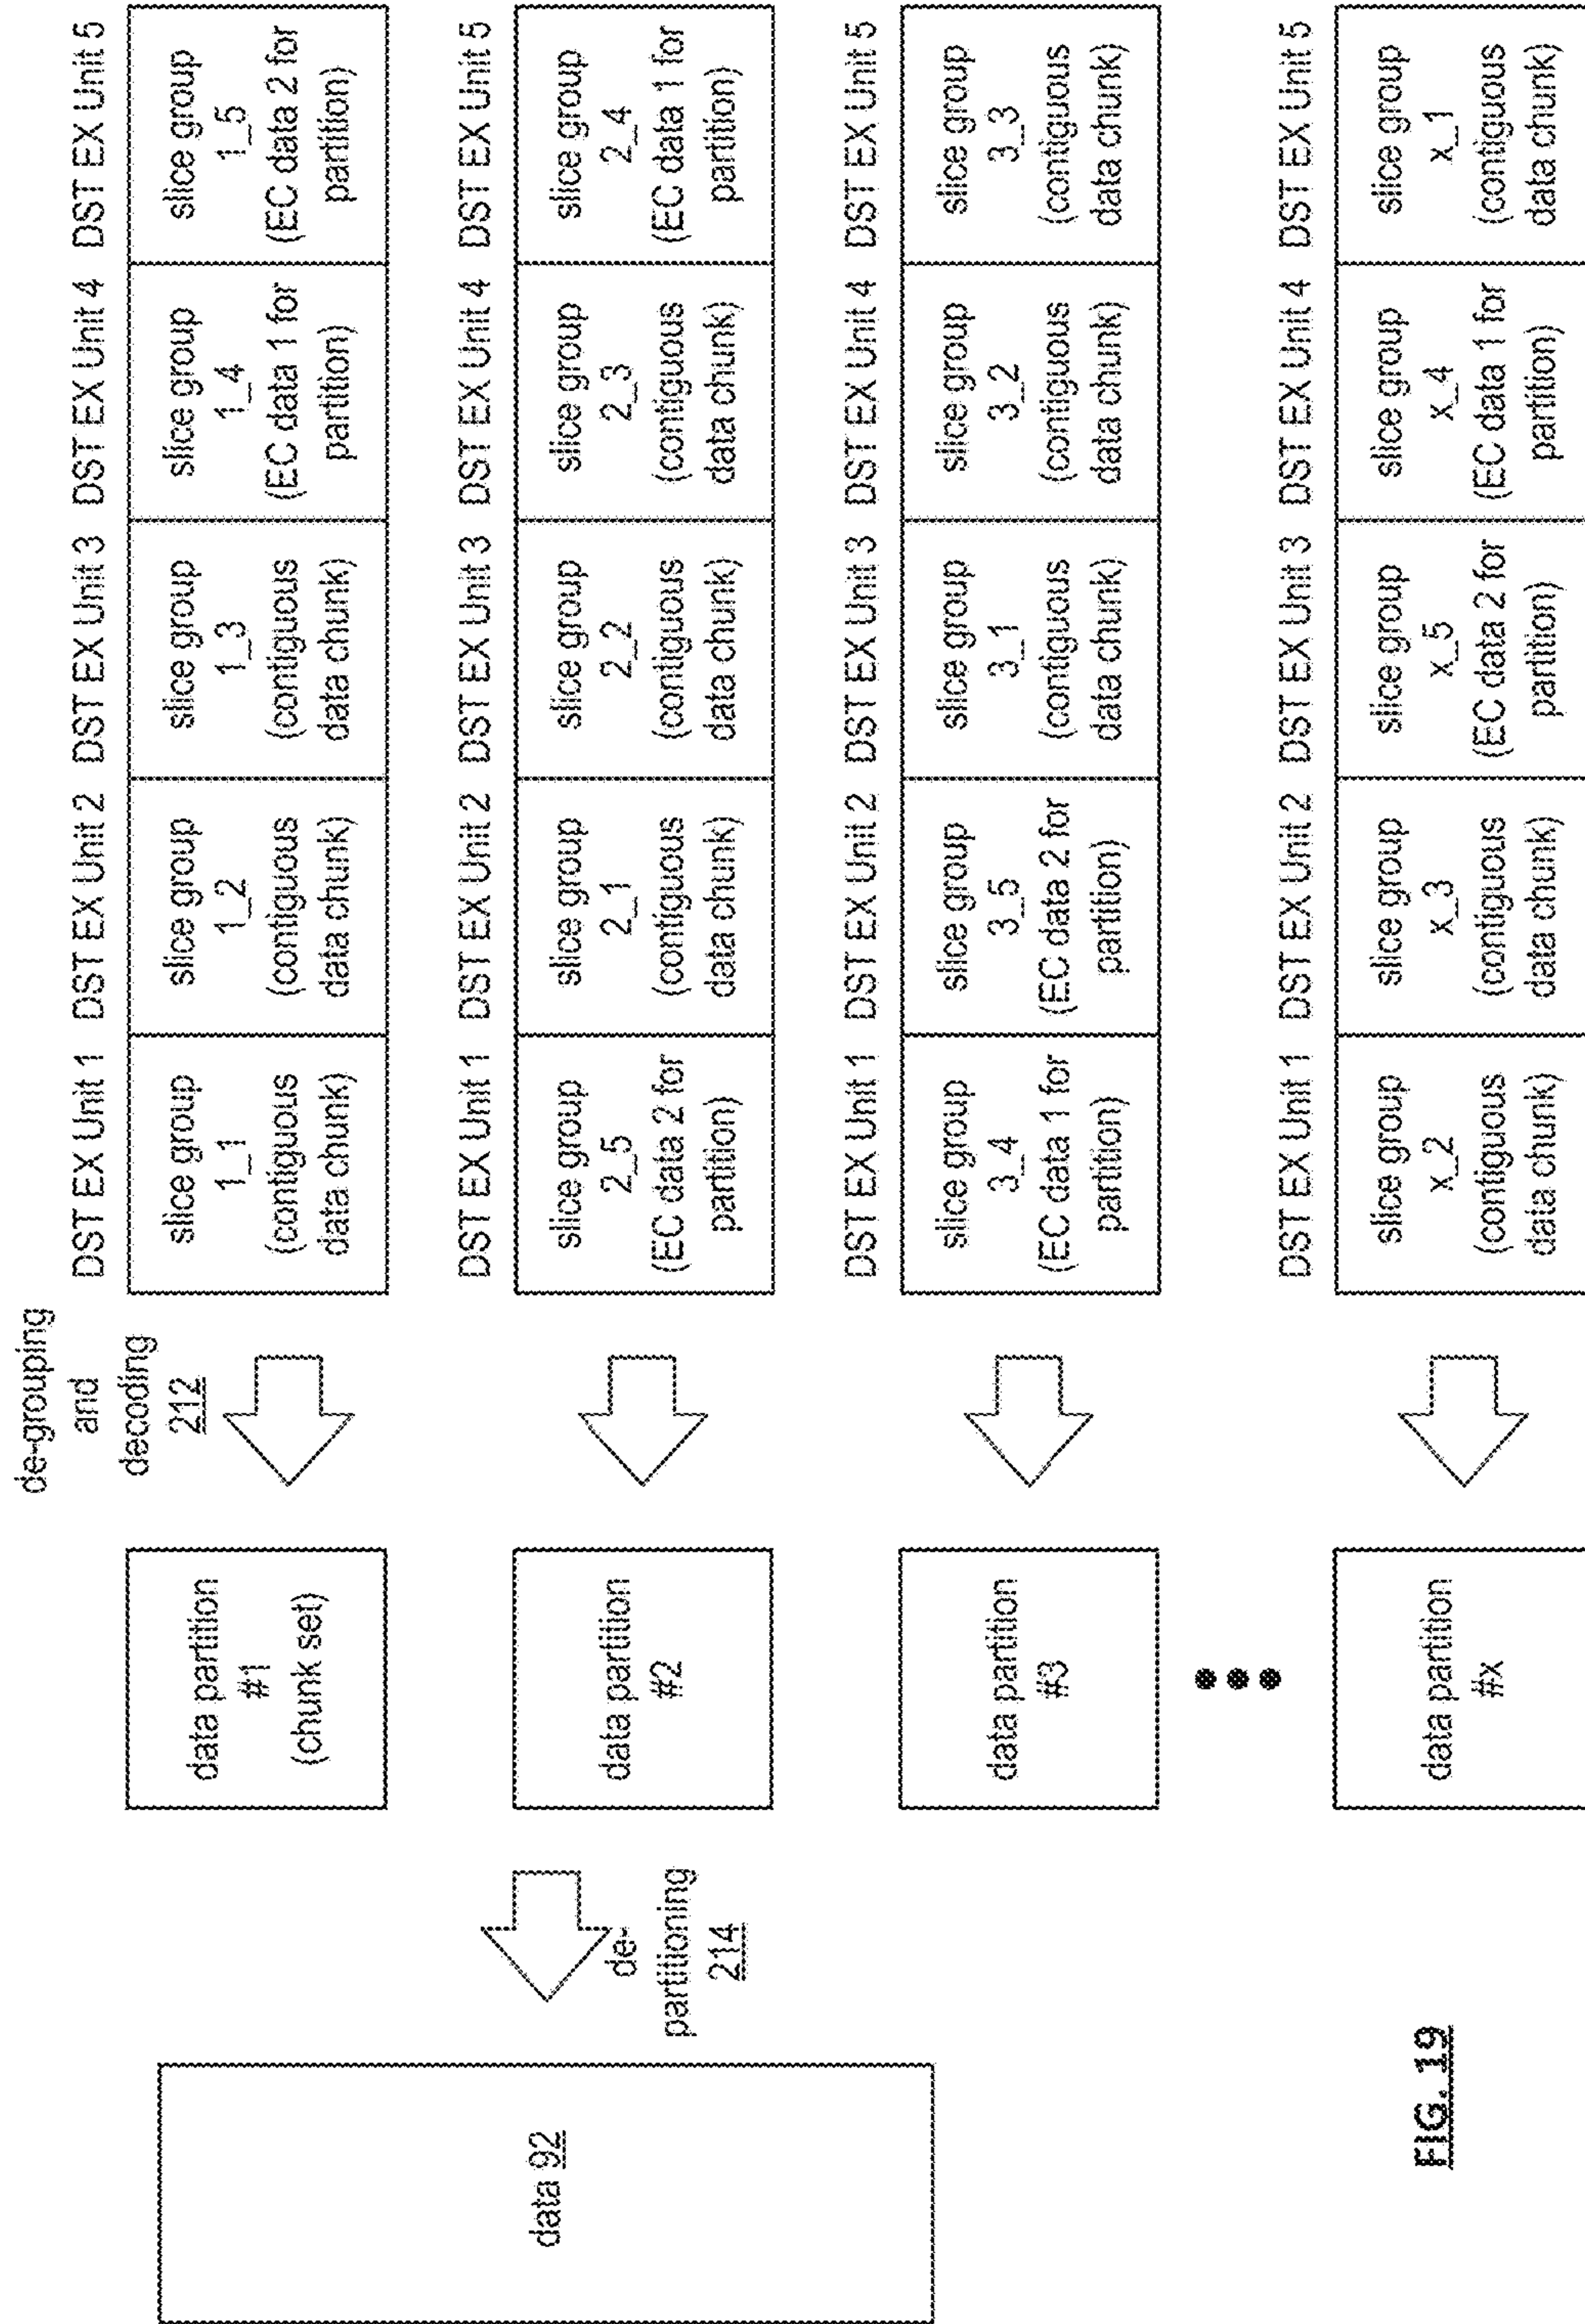 de-grouping
and
decoding
212
DST EX Unit 1 DST EX Unit 2 DST EX Unit 3 DST EX Unit 4 DST EX Unit 5
data partition
#1
(chunk set)
slice group
1_1
(contiguous
data chunk)
slice group
1_2
(contiguous
data chunk)
slice group
1_3
(contiguous
data chunk)
slice group
1_4
(EC data 1 for
partition)
slice group
1_5
(EC data 2 for
partition)
DST EX Unit 1 DST EX Unit 2 DST EX Unit 3 DST EX Unit 4 DST EX Unit 5
data 92
de-
partitioning
214
data partition
#2
slice group
2_5
(EC data 2 for
partition)
slice group
2_1
(contiguous
data chunk)
slice group
2_2
(contiguous
data chunk)
slice group
2_3
(contiguous
data chunk)
slice group
2_4
(EC data 1 for
partition)
DST EX Unit 1 DST EX Unit 2 DST EX Unit 3 DST EX Unit 4 DST EX Unit 5
data partition
#3
slice group
3_4
(EC data 1 for
partition)
slice group
3_5
(EC data 2 for
partition)
slice group
3_1
(contiguous
data chunk)
slice group
3_2
(contiguous
data chunk)
slice group
3_3
(contiguous
data chunk)
DST EX Unit 1 DST EX Unit 2 DST EX Unit 3 DST EX Unit 4 DST EX Unit 5
data partition
#x
slice group
x_2
(contiguous
data chunk)
slice group
x_3
(contiguous
data chunk)
slice group
x_5
(EC data 2 for
partition)
slice group
x_4
(EC data 1 for
partition)
slice group
x_1
(contiguous
data chunk)
FIG. 19